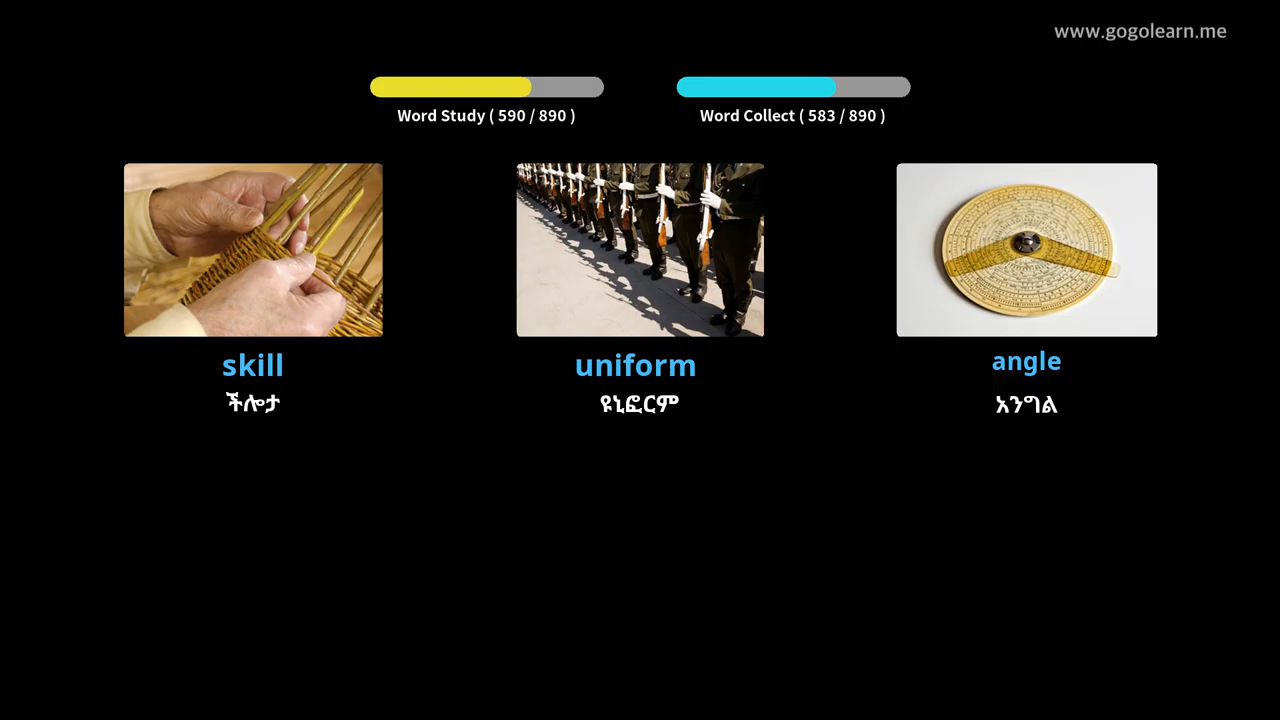 www.gogolearn.me
Word Study ( 590 / 890 )
Word Collect ( 583 / 890 )
skill
ችሎታ
uniform
ዩኒፎርም
angle
አንግል